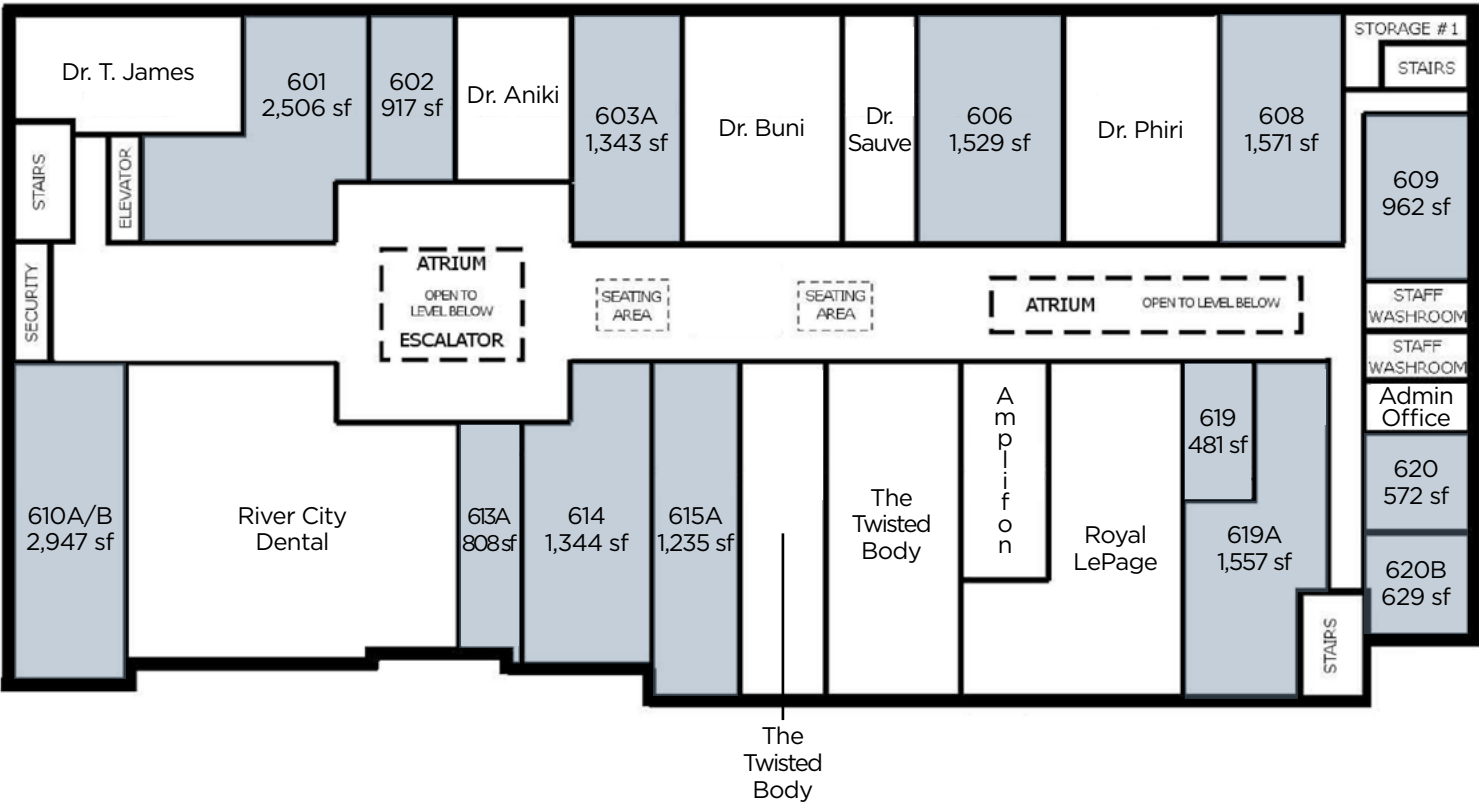 Dr. T. James
601
2,506 sf
602
917 sf
Dr. Aniki
603A
1,343 sf
Dr. Buni
Dr.
Sauve
606
1,529 sf
Dr. Phiri
608
1,571 sf
STORAGE #1
STAIRS
STAIRS
ELEVATOR
609
962 sf
SECURITY
ATRIUM
OPEN TO
LEVEL BELOW
ESCALATOR
SEATING
AREA
SEATING
AREA
ATRIUM
OPEN TO LEVEL BELOW
STAFF
WASHROOM
STAFF
WASHROOM
Admin
Office
610A/B
2,947 sf
River City
Dental
613A
808 sf
614
1,344 sf
615A
1,235 sf
The
Twisted
Body
Amplifon
Royal
LePage
619
481 sf
619A
1,557 sf
620
572 sf
620B
629 sf
STAIRS
The
Twisted
Body